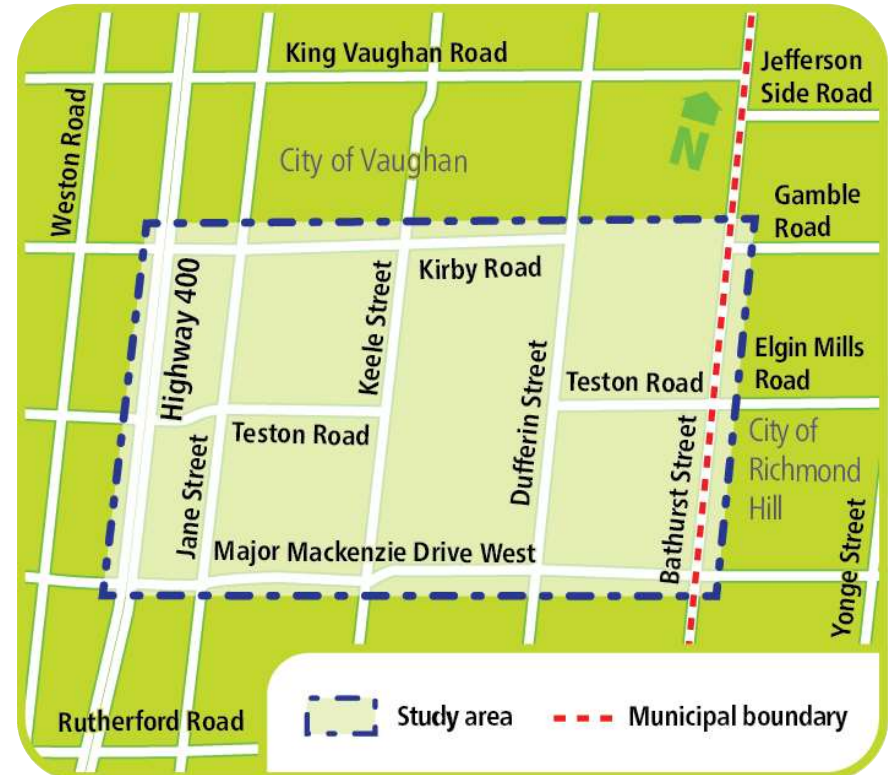 King Vaughan Road
Jefferson
Side Road
Weston Road
City of Vaughan
N
Gamble
Road
Highway 400
Keele Street
Kirby Road
Dufferin Street
Teston Road
Elgin Mills
Road
Jane Street
Teston Road
Bathurst Street
City of
Richmond
Hill
Major Mackenzie Drive West
Yonge Street
Rutherford Road
Study area
Municipal boundary